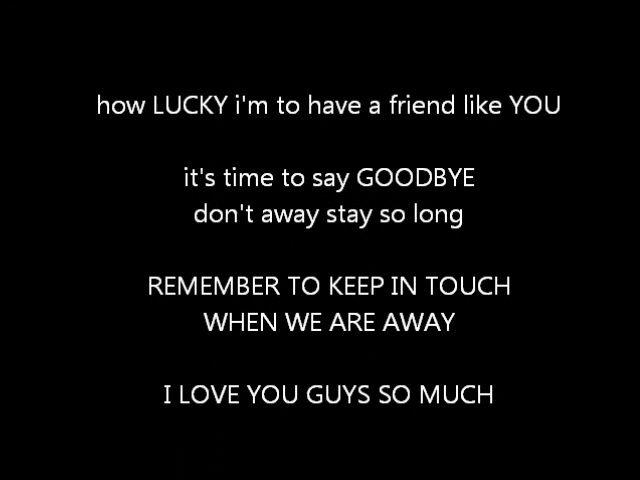 how LUCKY i'm to have a friend like YOU
it's time to say GOODBYE
don't away stay so long
REMEMBER TO KEEP IN TOUCH
WHEN WE ARE AWAY
I LOVE YOU GUYS SO MUCH